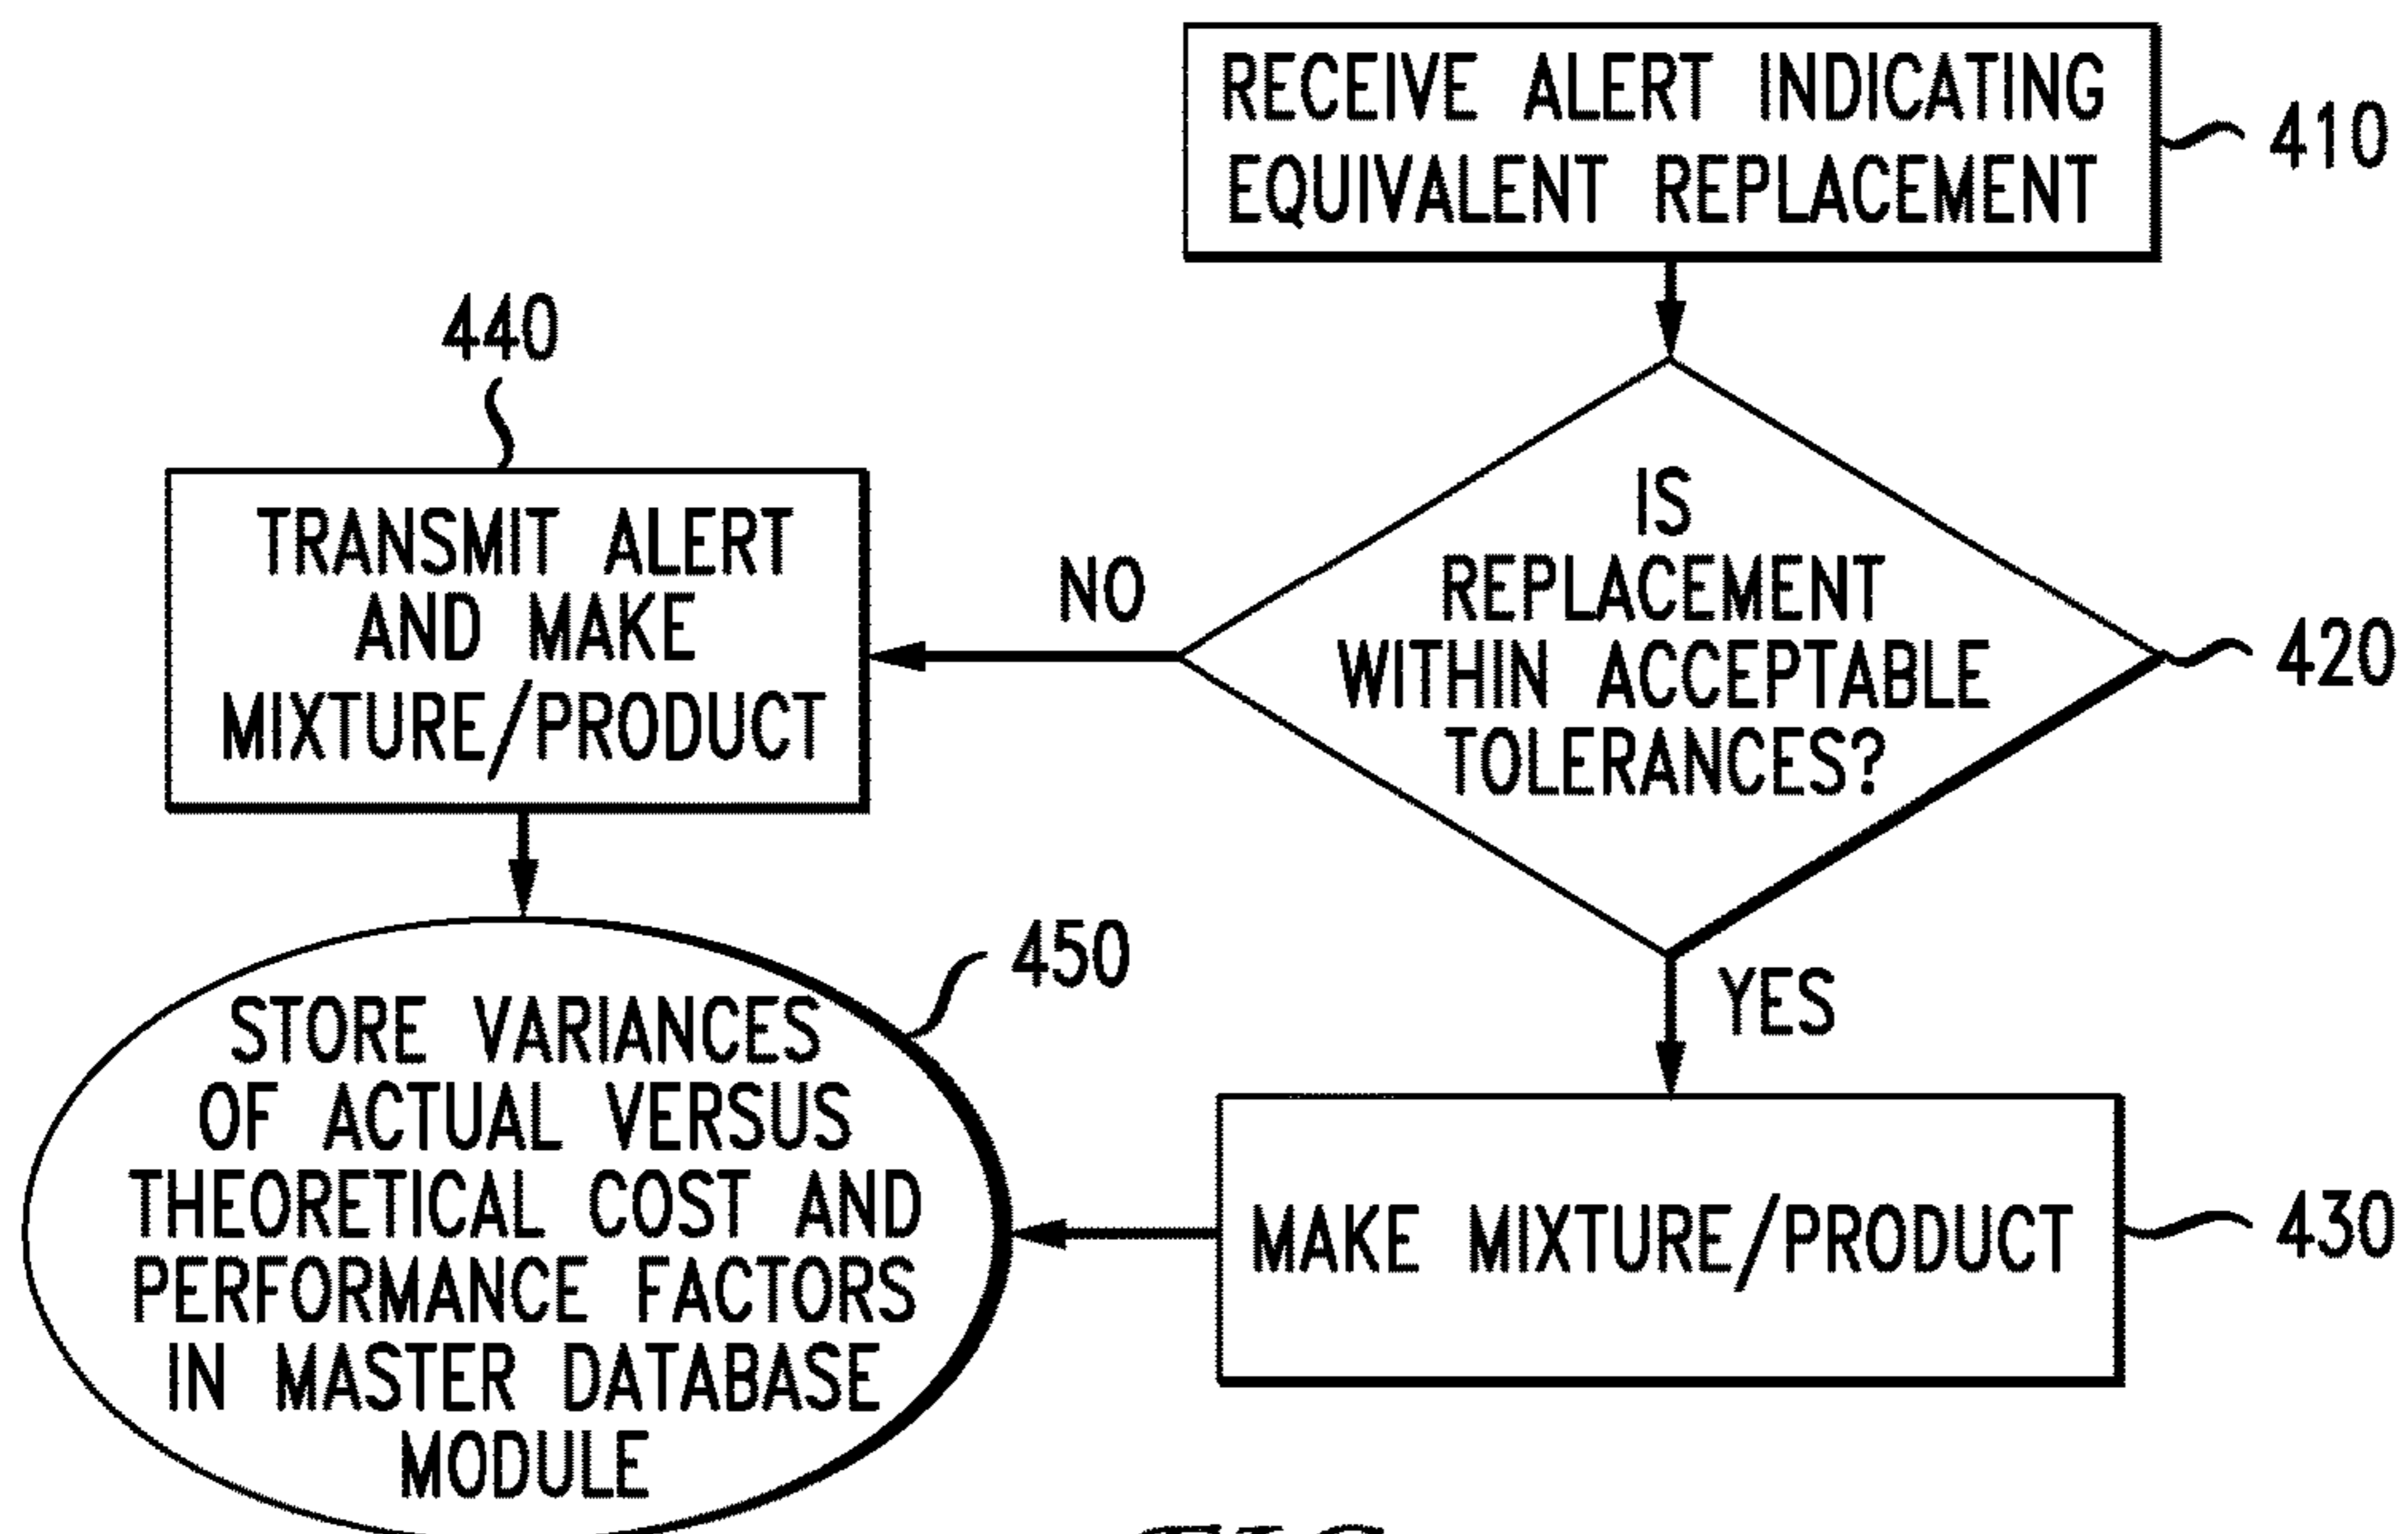 RECEIVE ALERT INDICATING
EQUIVALENT REPLACEMENT
410
440
TRANSMIT ALERT
AND MAKE
MIXTURE/PRODUCT
NO
IS
REPLACEMENT
WITHIN ACCEPTABLE
TOLERANCES?
420
YES
450
STORE VARIANCES
OF ACTUAL VERSUS
THEORETICAL COST AND
PERFORMANCE FACTORS
IN MASTER DATABASE
MODULE
MAKE MIXTURE/PRODUCT
430